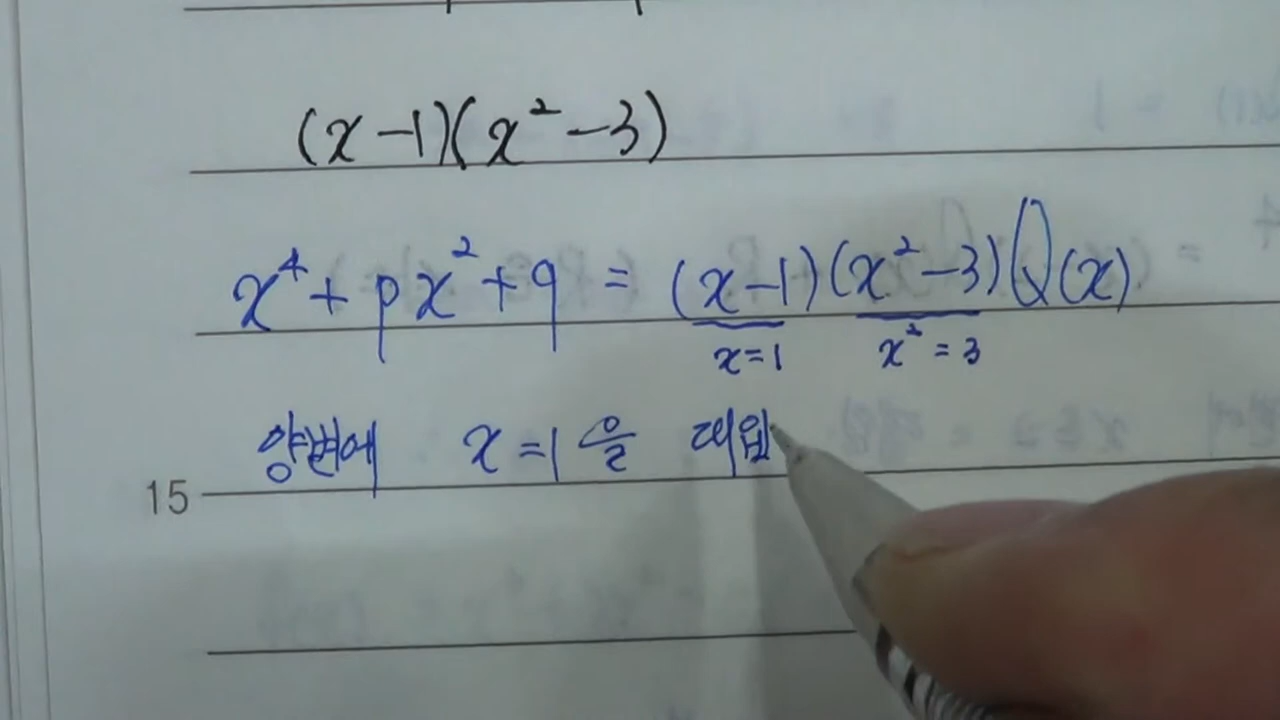 (x-1)(x²-3)
x⁴+px²+q = (x-1)(x²-3)Q(x)
x=1 x²=3
양변에 x=1을 대입
15